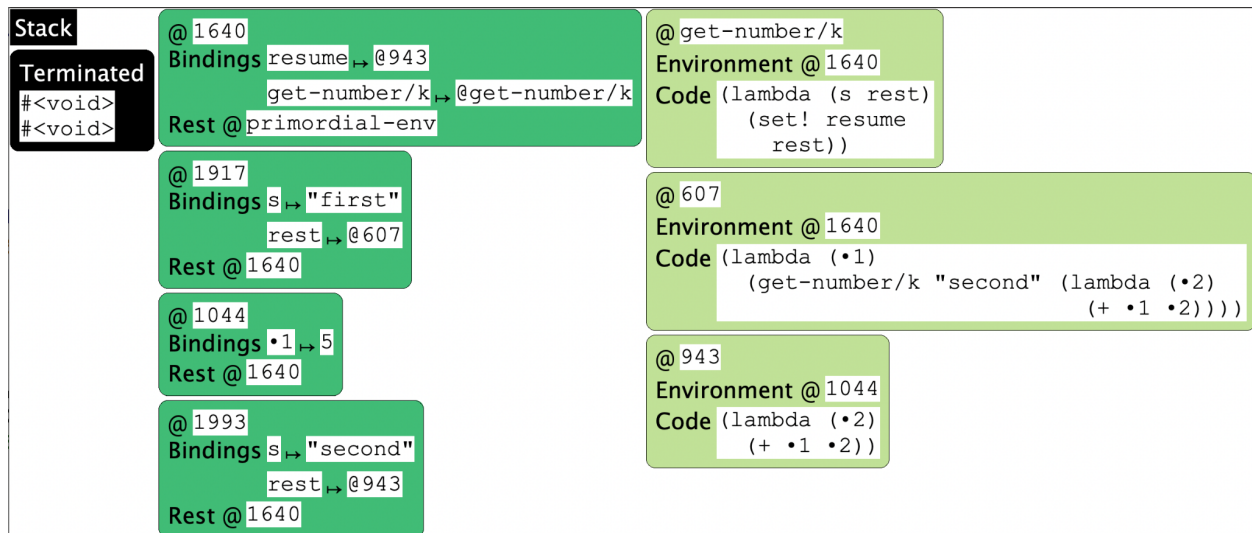 Stack
Terminated
#<void>
#<void>
@ 1640
Bindings resume ↦ @943
get-number/k ↦ @get-number/k
Rest @ primordial-env
@ 1917
Bindings s ↦ "first"
rest ↦ @607
Rest @ 1640
@ 1044
Bindings •1 ↦ 5
Rest @ 1640
@ 1993
Bindings s ↦ "second"
rest ↦ @943
Rest @ 1640
@ get-number/k
Environment @ 1640
Code (lambda (s rest)
(set! resume
rest))
@ 607
Environment @ 1640
Code (lambda (•1)
(get-number/k "second" (lambda (•2)
(+ •1 •2))))
@ 943
Environment @ 1044
Code (lambda (•2)
(+ •1 •2))